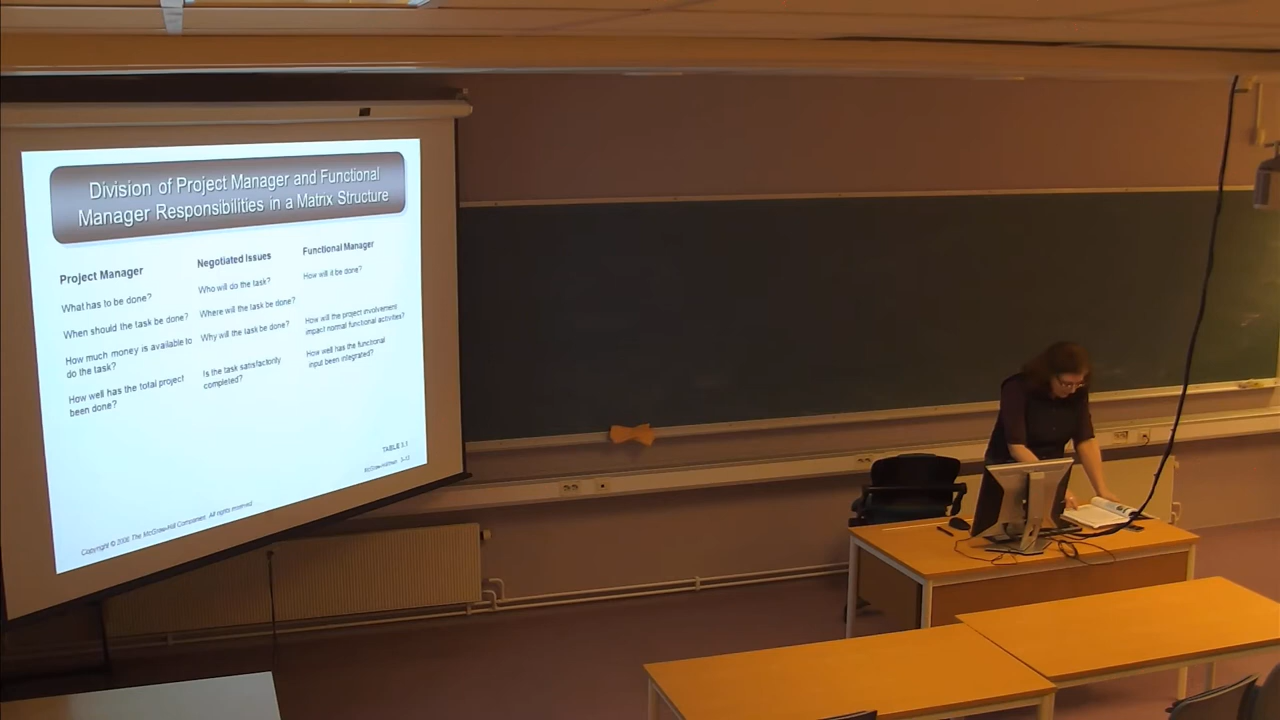 Division of Project Manager and Functional
Manager Responsibilities in a Matrix Structure
Project Manager
What has to be done?
When should the task be done?
How much money is available to
do the task?
How well has the total project
been done?
Negotiated Issues
Who will do the task?
Where will the task be done?
Why will the task be done?
Is the task satisfactorily
completed?
Functional Manager
How will it be done?
How will the project involvement
impact normal functional activities?
How well has the functional
input been integrated?
TABLE 3.1
Copyright © 2006 The McGraw-Hill Companies. All rights reserved.